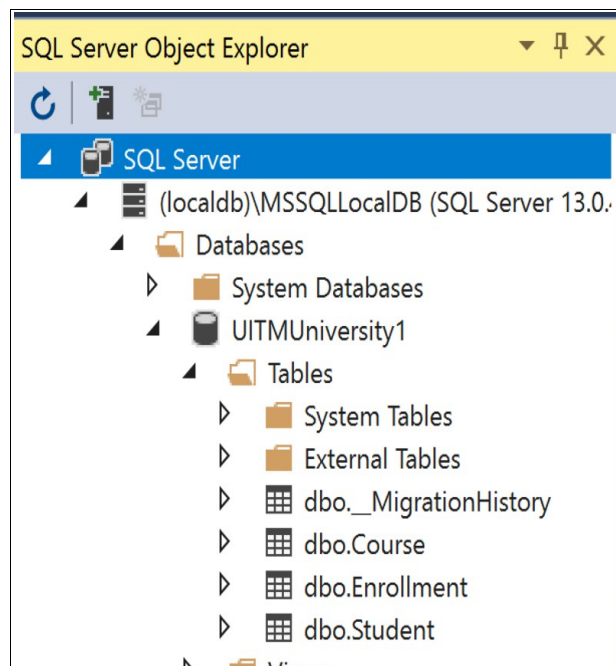 SQL Server Object Explorer
SQL Server
(localdb)\MSSQLLocalDB (SQL Server 13.0.
Databases
System Databases
UITMUniversity1
Tables
System Tables
External Tables
dbo.__MigrationHistory
dbo.Course
dbo.Enrollment
dbo.Student